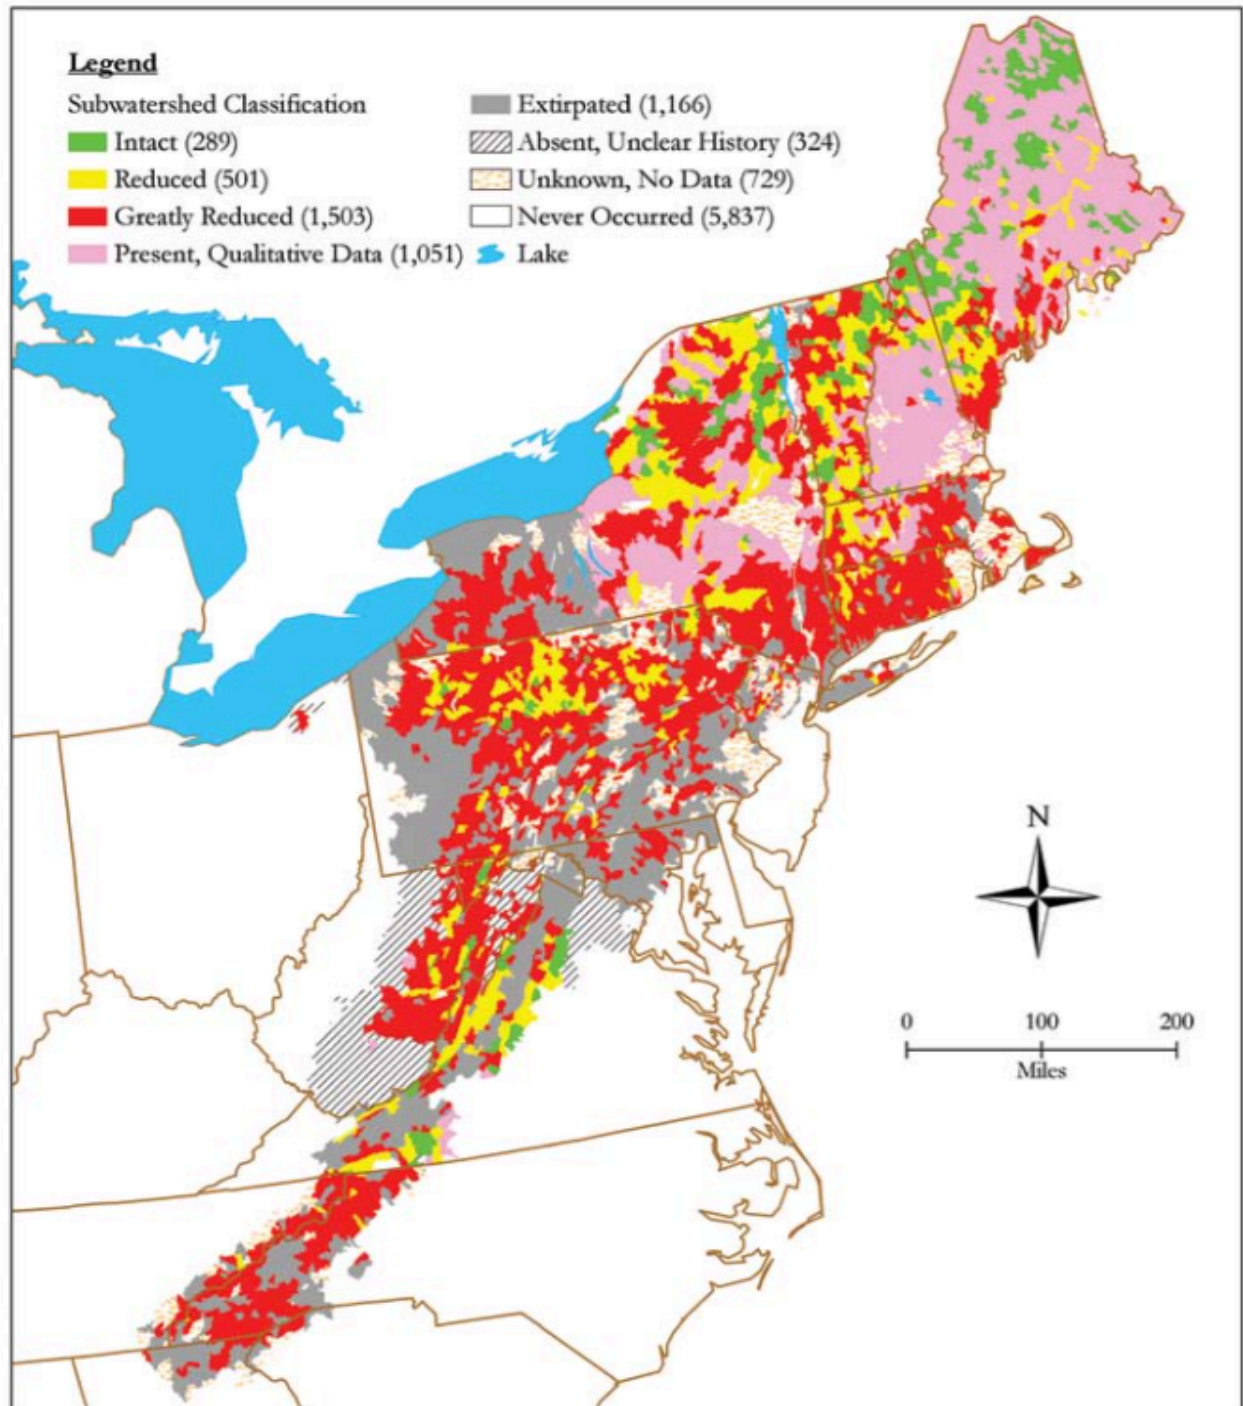 Legend
Subwatershed Classification
Intact (289)
Reduced (501)
Greatly Reduced (1,503)
Present, Qualitative Data (1,051)
Extirpated (1,166)
Absent, Unclear History (324)
Unknown, No Data (729)
Never Occurred (5,837)
Lake
N
0 100 200
Miles